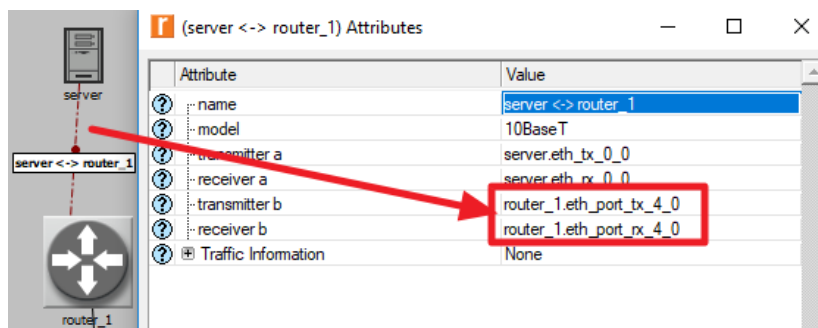 (server <-> router_1) Attributes
Attribute Value
name server <-> router_1
model 10BaseT
transmitter a server.eth_tx_0_0
receiver a server.eth_rx_0_0
transmitter b router_1.eth_port_tx_4_0
receiver b router_1.eth_port_rx_4_0
Traffic Information None
server
server <-> router_1
router_1